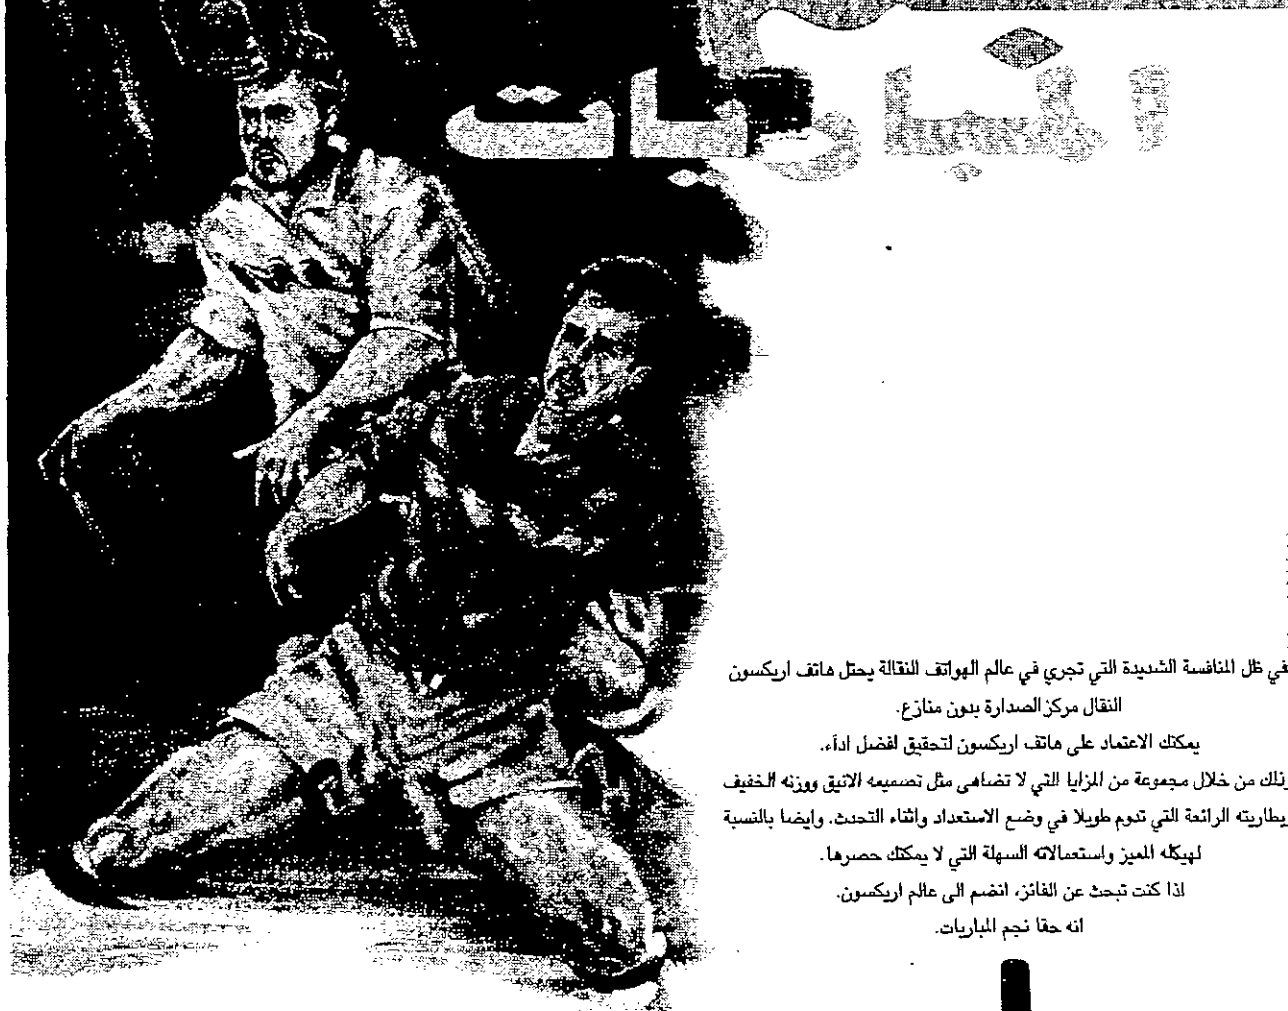 المباريات
في ظل المنافسة الشديدة التي تجري في عالم الهواتف النقالة يحتل هاتف اريكسون
النقال مركز الصدارة بدون منازع.
يمكنك الاعتماد على هاتف اريكسون لتحقيق افضل اداء.
وذلك من خلال مجموعة من المزايا التي لا تضاهى مثل تصميمه الانيق ووزنه الخفيف
بطاريته الرائعة التي تدوم طويلا في وضع الاستعداد واثناء التحدث. وايضا بالنسبة
لهيكله المميز واستعمالاته السهلة التي لا يمكنك حصرها.
اذا كنت تبحث عن الفائز، انضم الى عالم اريكسون.
انه حقا نجم المباريات.